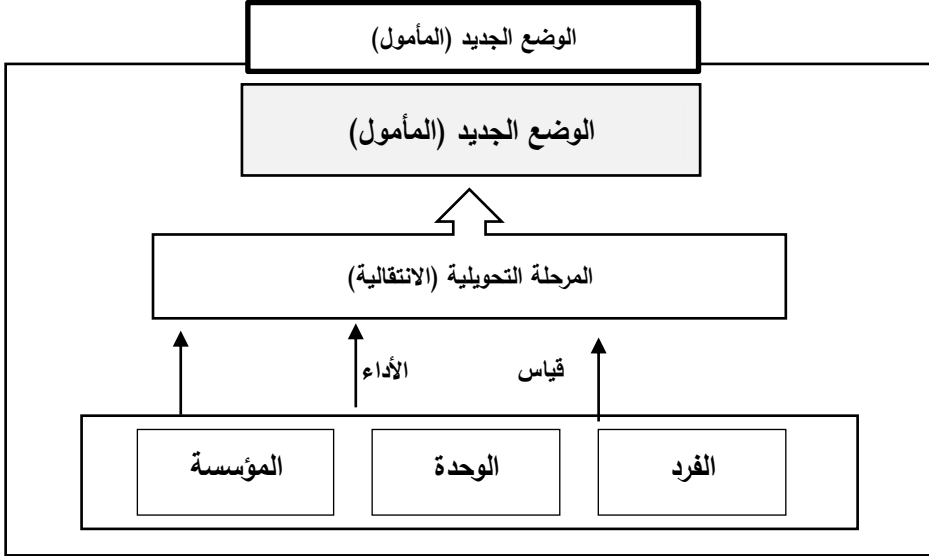 الوضع الجديد (المأمول)
الوضع الجديد (المأمول)
المرحلة التحويلية (الانتقالية)
قياس الأداء
الفرد الوحدة المؤسسة